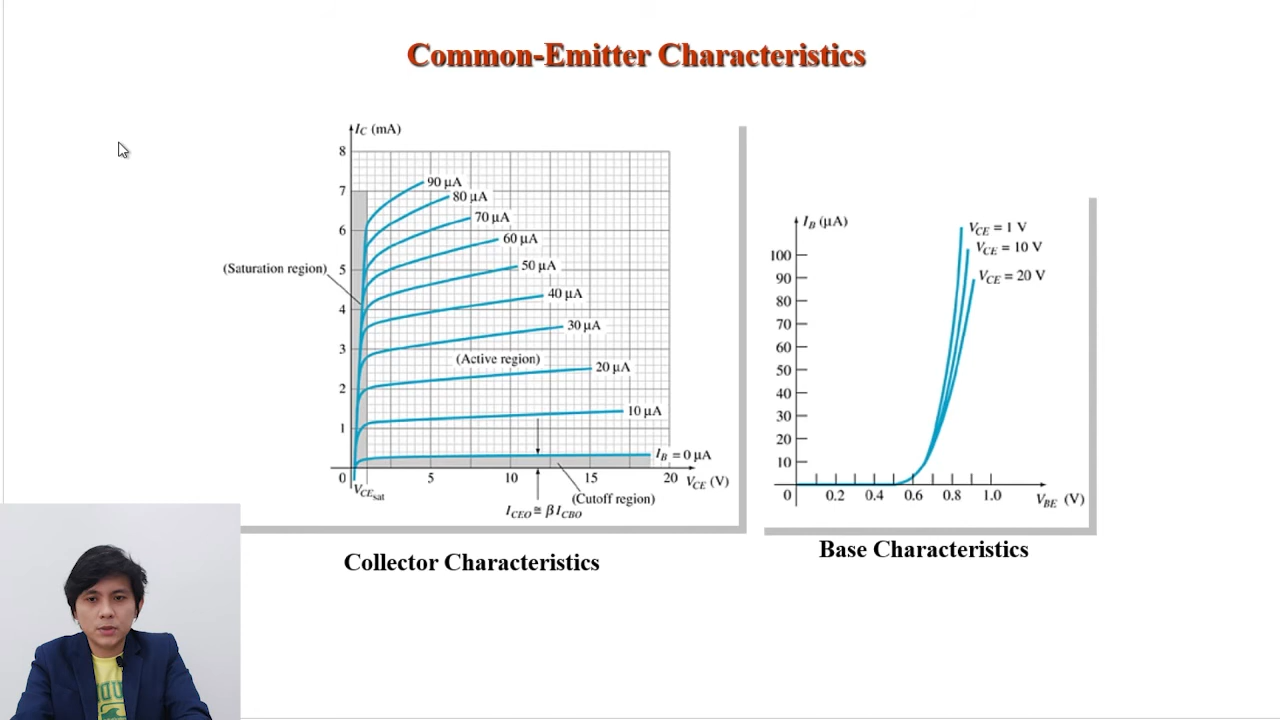 Common-Emitter Characteristics
I_C (mA)
8
7
6
5
4
3
2
1
0
5
10
15
20
V_CE (V)
90 μA
80 μA
70 μA
60 μA
50 μA
40 μA
30 μA
20 μA
10 μA
I_B = 0 μA
(Saturation region)
(Active region)
(Cutoff region)
V_CEsat
I_CEO ≅ βI_CBO
Collector Characteristics
I_B (μA)
V_CE = 1 V
V_CE = 10 V
V_CE = 20 V
100
90
80
70
60
50
40
30
20
10
0
0.2
0.4
0.6
0.8
1.0
V_BE (V)
Base Characteristics